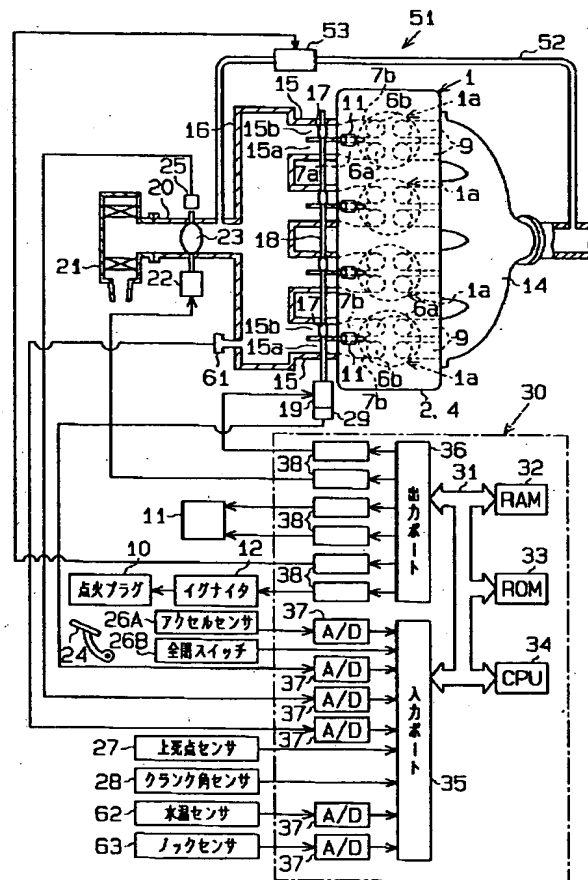 53
51
52
15
17
7b
1
16
15b
11
6b
1a
25
20
15a
9
7a
6a
1a
23
18
21
22
17
7b
1a
14
15b
6a
15a
9
61
15
11
6b
1a
7b
2, 4
19
29
30
36
31
32
38
出力ポート
RAM
11
38
33
10
12
38
ROM
点火プラグ
イグナイタ
37
26A
アクセルセンサ
A/D
34
24
26B
全閉スイッチ
37
A/D
CPU
37
A/D
入力ポート
37
A/D
37
27
上死点センサ
35
28
クランク角センサ
62
水温センサ
A/D
37
63
ノックセンサ
A/D
37